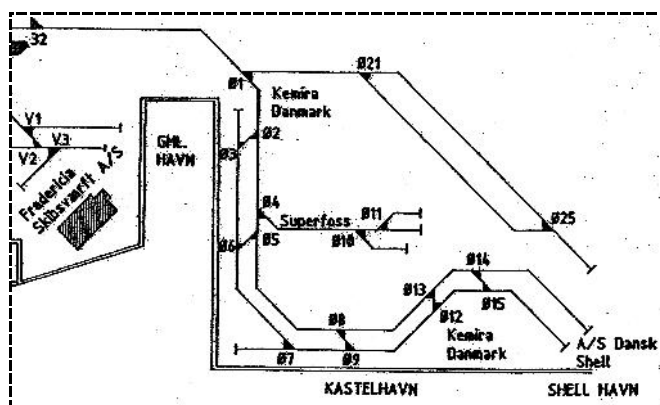 32
Ø1
Ø21
Kemira
Danmark
V1
Ø2
V3
GML.
HAVN
Ø3
V2
Fredericia
Skibsværft A/S
Ø4
Superfoss
Ø11
Ø25
Ø6
Ø5
Ø10
Ø14
Ø13
Ø15
Ø12
Ø8
Kemira
Danmark
A/S Dansk
Shell
Ø7
Ø9
KASTELHAVN
SHELL HAVN